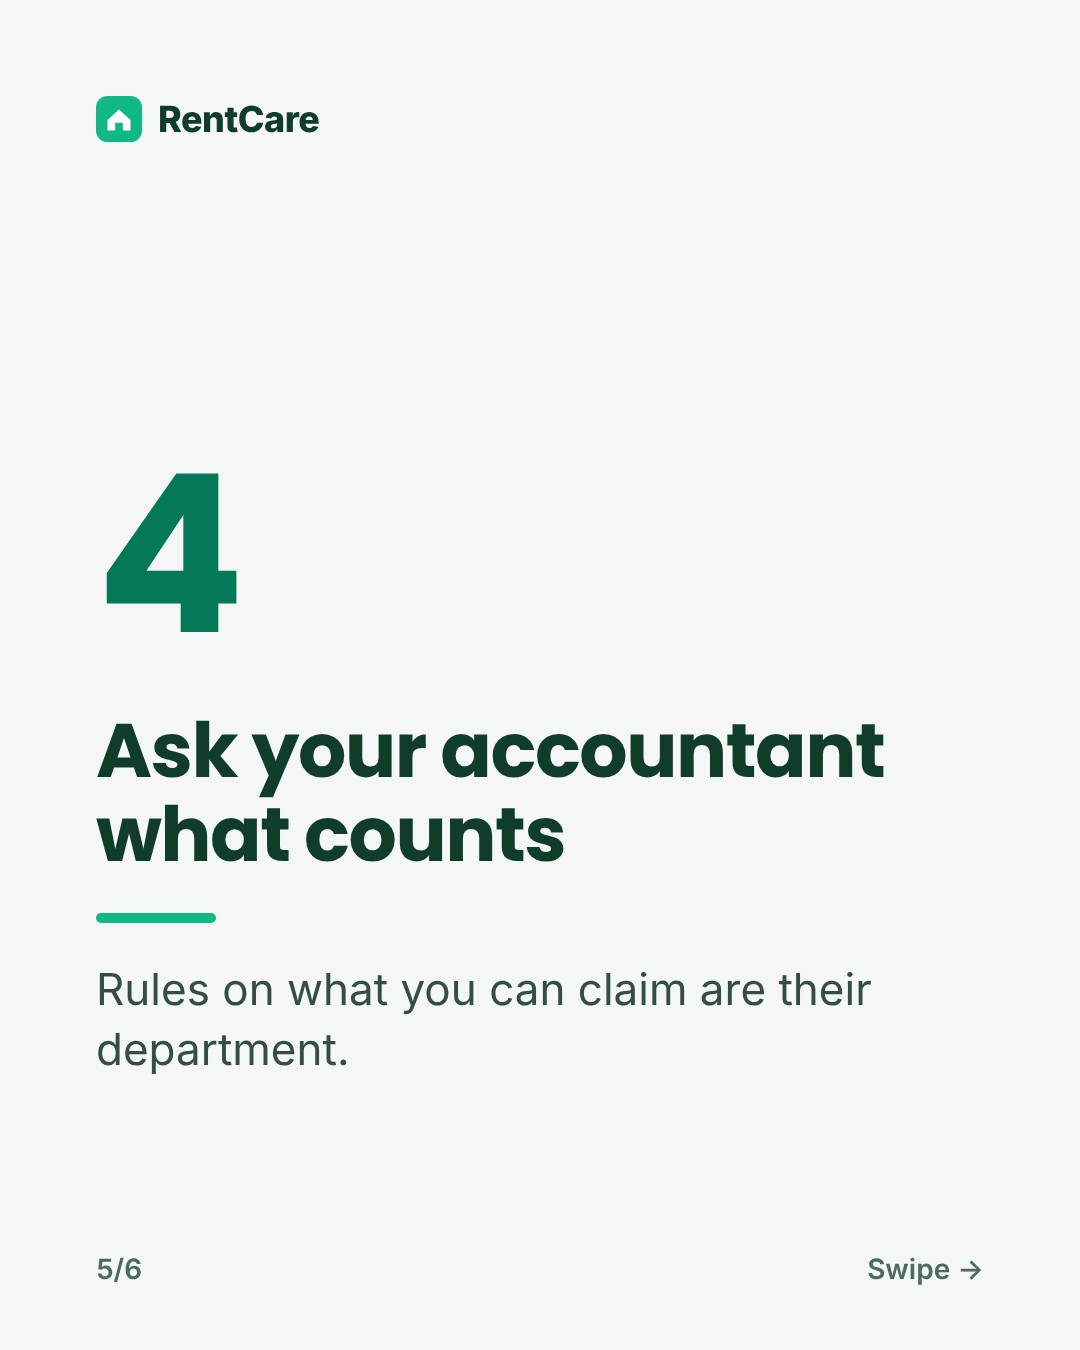 RentCare
4
Ask your accountant
what counts
Rules on what you can claim are their
department.
5/6
Swipe →